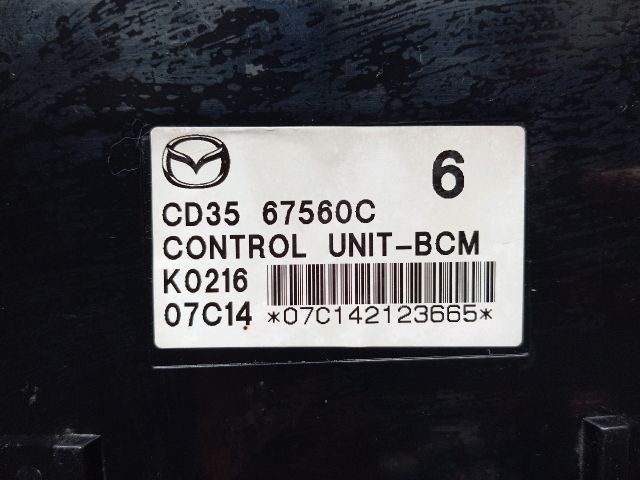 6
CD35 67560C
CONTROL UNIT-BCM
K0216
07C14 *07C142123665*